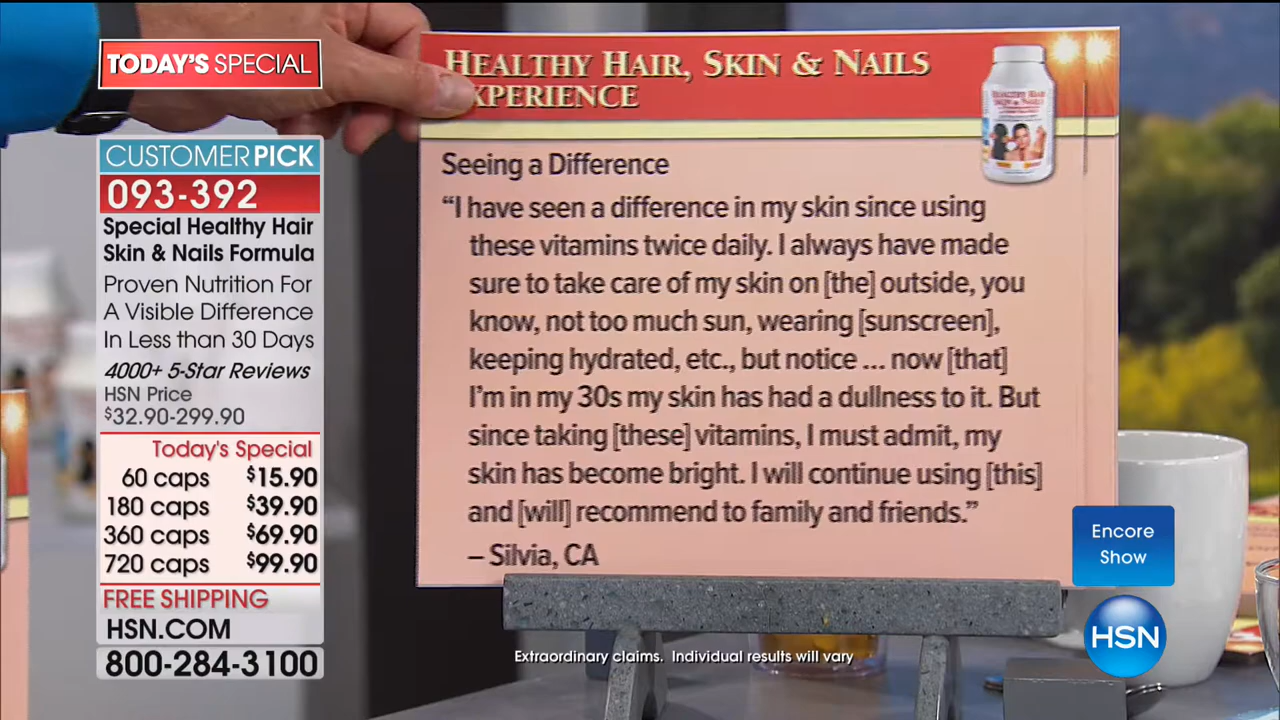 TODAY'S SPECIAL
CUSTOMER PICK
093-392
Special Healthy Hair
Skin & Nails Formula
Proven Nutrition For
A Visible Difference
In Less than 30 Days
4000+ 5-Star Reviews
HSN Price
$32.90-299.90
Today's Special
60 caps $15.90
180 caps $39.90
360 caps $69.90
720 caps $99.90
FREE SHIPPING
HSN.COM
800-284-3100
HEALTHY HAIR, SKIN & NAILS
XPERIENCE
HEALTHY HAIR
SKIN & NAILS
Seeing a Difference
“I have seen a difference in my skin since using
these vitamins twice daily. I always have made
sure to take care of my skin on [the] outside, you
know, not too much sun, wearing [sunscreen],
keeping hydrated, etc., but notice ... now [that]
I'm in my 30s my skin has had a dullness to it. But
since taking [these] vitamins, I must admit, my
skin has become bright. I will continue using [this]
and [will] recommend to family and friends.”
– Silvia, CA
Encore
Show
HSN
Extraordinary claims. Individual results will vary